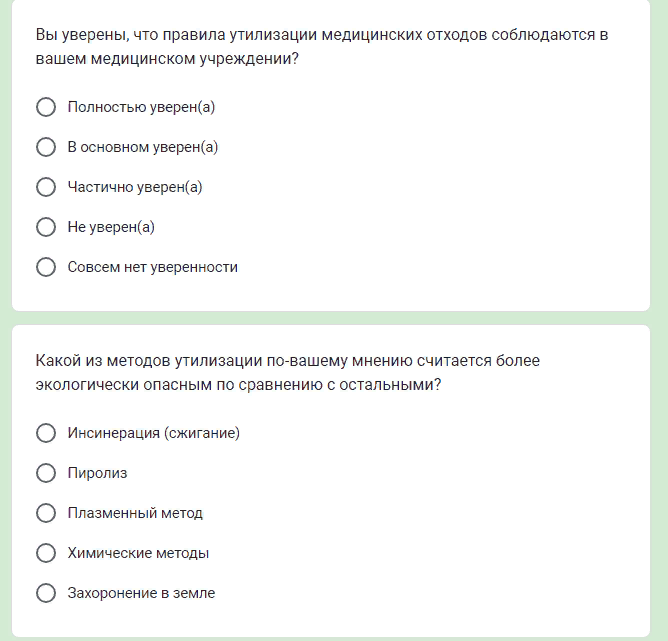 Вы уверены, что правила утилизации медицинских отходов соблюдаются в
вашем медицинском учреждении?
Полностью уверен(а)
В основном уверен(а)
Частично уверен(а)
Не уверен(а)
Совсем нет уверенности
Какой из методов утилизации по-вашему мнению считается более
экологически опасным по сравнению с остальными?
Инсинерация (сжигание)
Пиролиз
Плазменный метод
Химические методы
Захоронение в земле